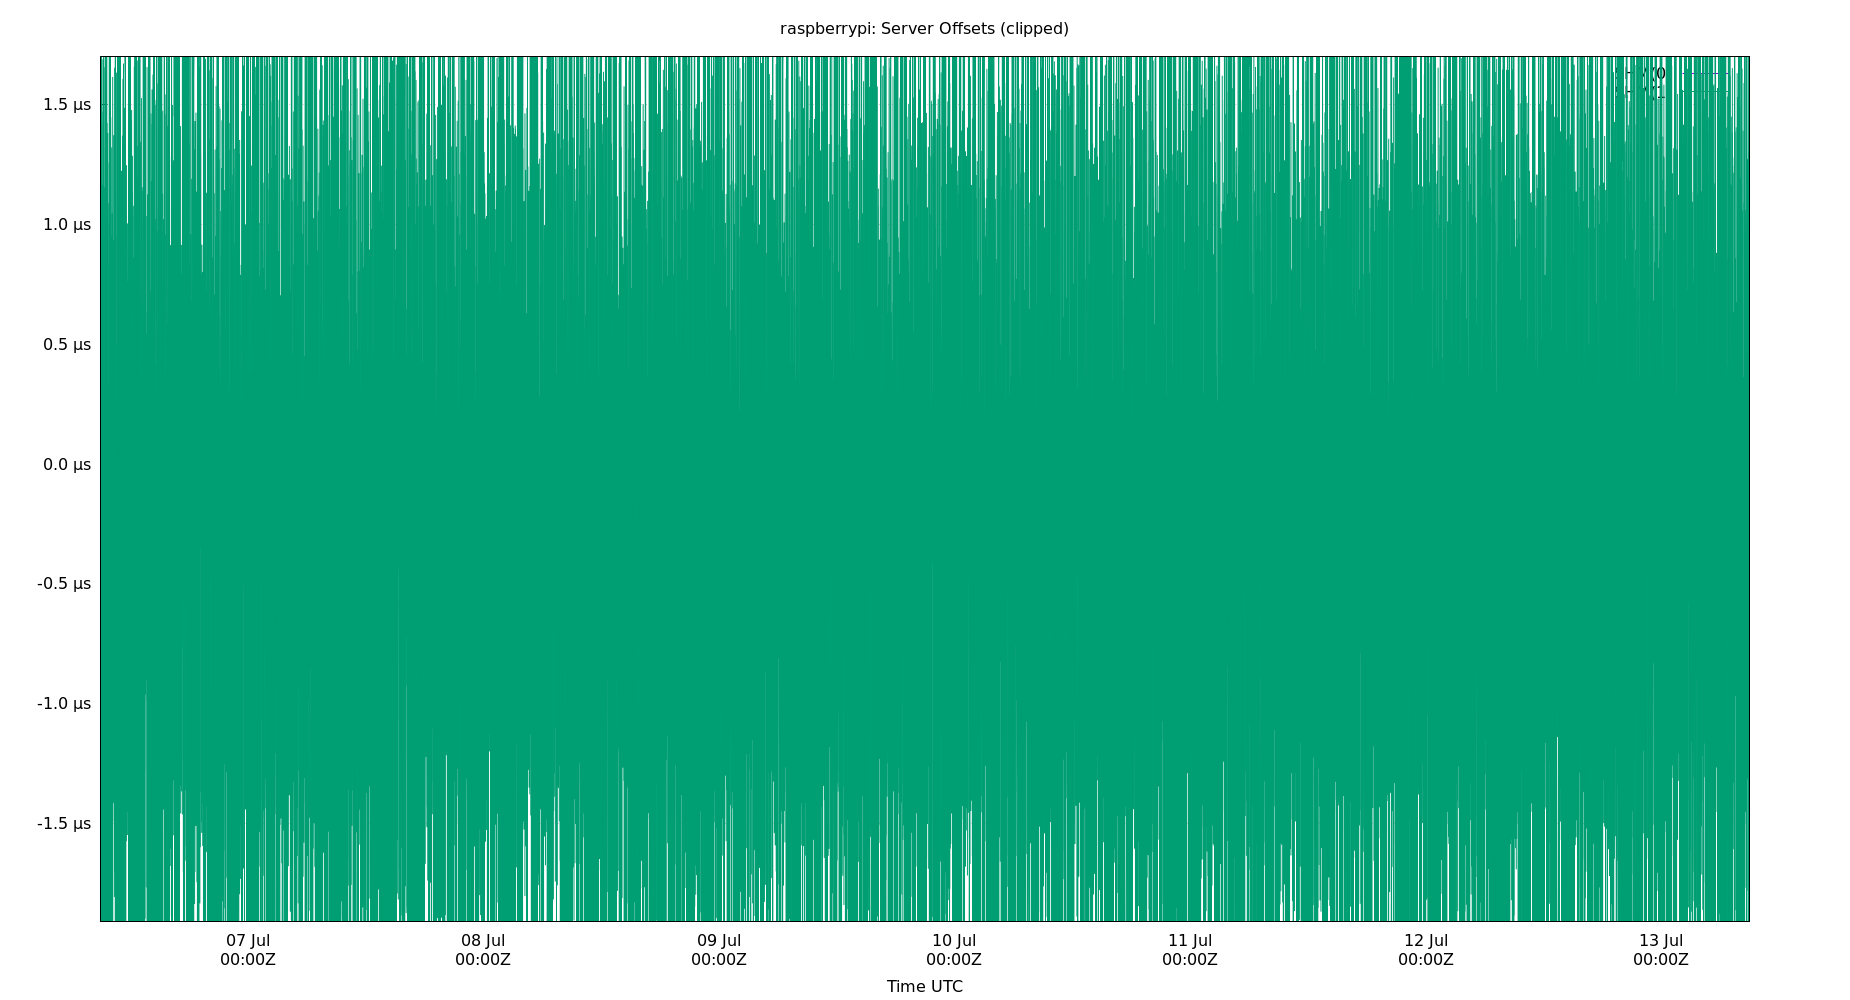 raspberrypi: Server Offsets (clipped)
1.5 µs
1.0 µs
0.5 µs
0.0 µs
-0.5 µs
-1.0 µs
-1.5 µs
07 Jul 08 Jul 09 Jul 10 Jul 11 Jul 12 Jul 13 Jul
00:00Z 00:00Z 00:00Z 00:00Z 00:00Z 00:00Z 00:00Z
Time UTC